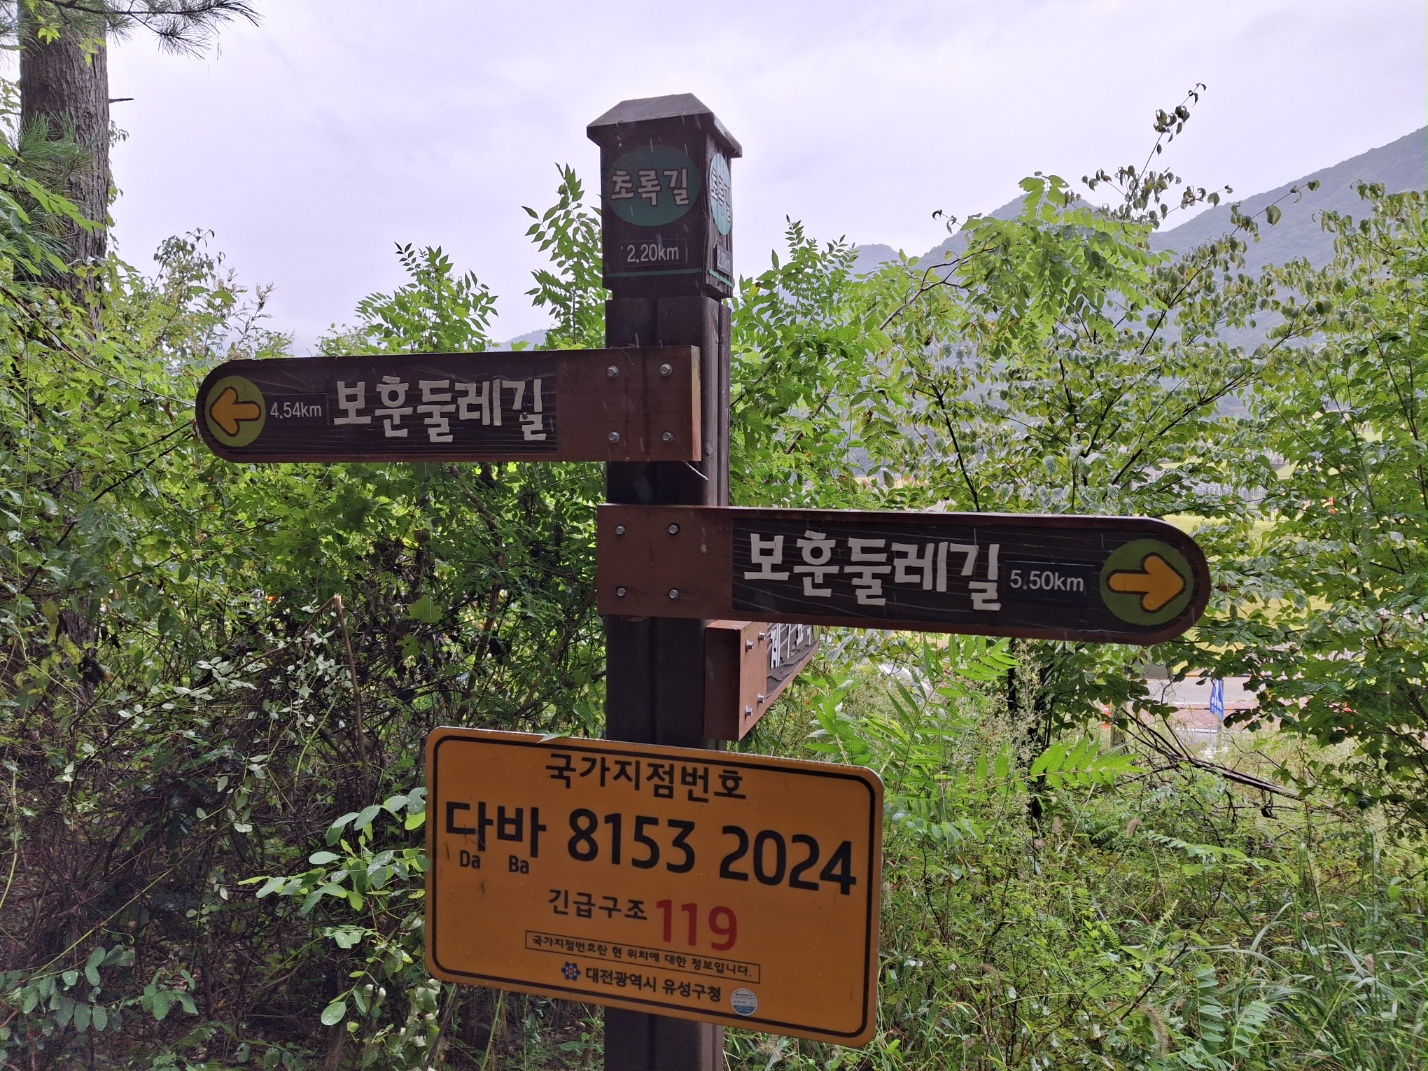 초록길
2.20km
4.54km 보훈둘레길
보훈둘레길 5.50km
국가지점번호
다바 8153 2024
Da Ba
긴급구조 119
국가지점번호란 현 위치에 대한 정보입니다.
대전광역시 유성구청